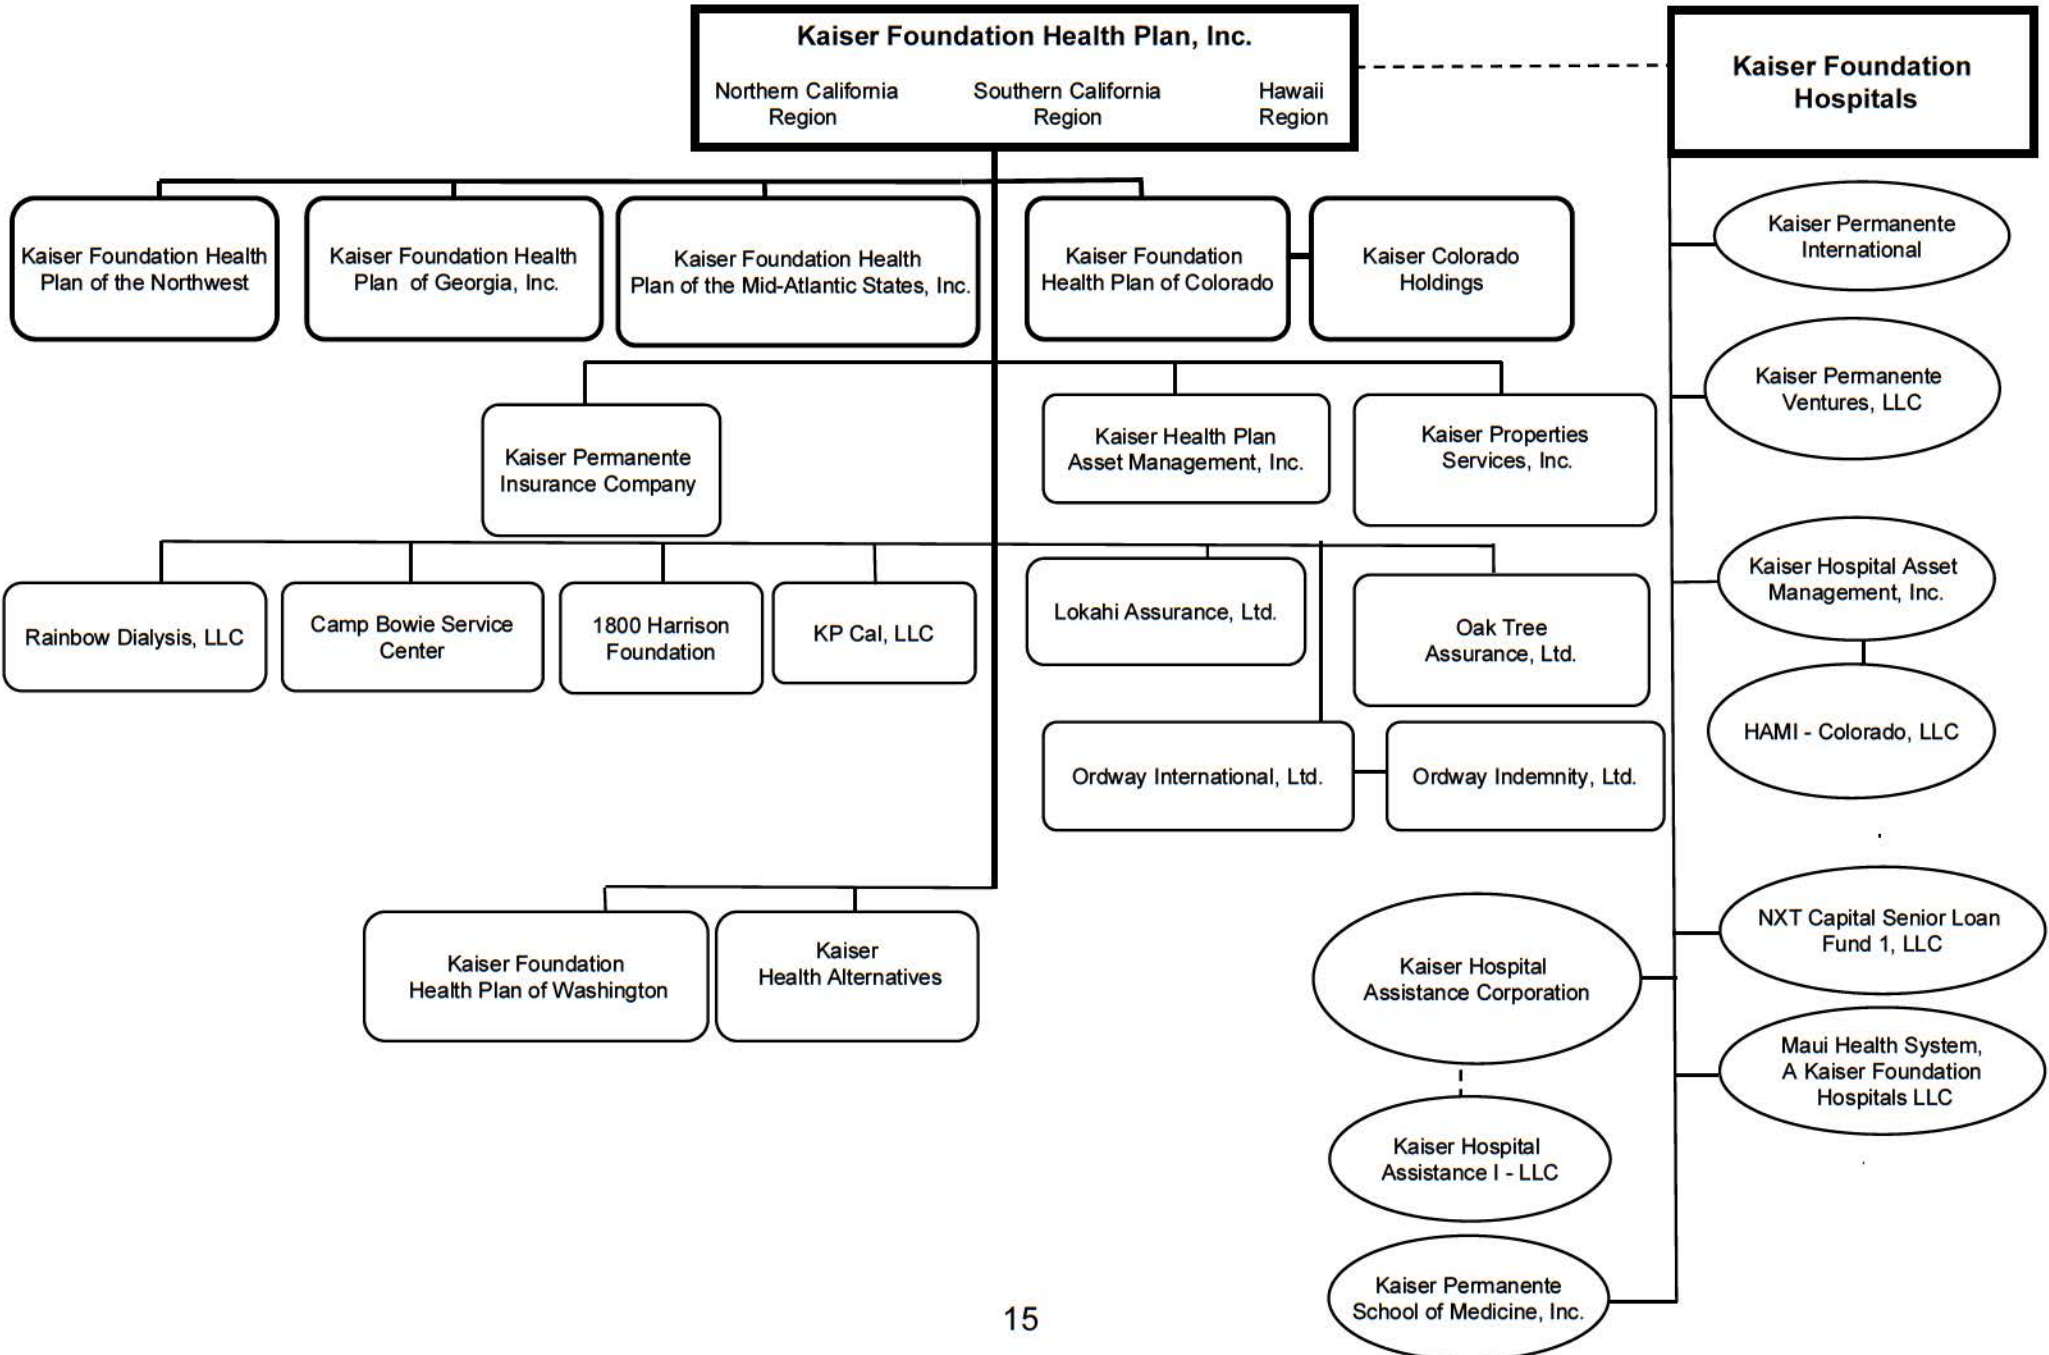 Kaiser Foundation Health Plan, Inc.
Northern California
Region
Southern California
Region
Hawaii
Region
Kaiser Foundation
Hospitals
Kaiser Foundation Health
Plan of the Northwest
Kaiser Foundation Health
Plan of Georgia, Inc.
Kaiser Foundation Health
Plan of the Mid-Atlantic States, Inc.
Kaiser Foundation
Health Plan of Colorado
Kaiser Colorado
Holdings
Kaiser Permanente
International
Kaiser Permanente
Ventures, LLC
Kaiser Permanente
Insurance Company
Kaiser Health Plan
Asset Management, Inc.
Kaiser Properties
Services, Inc.
Kaiser Hospital Asset
Management, Inc.
Rainbow Dialysis, LLC
Camp Bowie Service
Center
1800 Harrison
Foundation
KP Cal, LLC
Lokahi Assurance, Ltd.
Oak Tree
Assurance, Ltd.
HAMI - Colorado, LLC
Ordway International, Ltd.
Ordway Indemnity, Ltd.
NXT Capital Senior Loan
Fund 1, LLC
Kaiser Foundation
Health Plan of Washington
Kaiser
Health Alternatives
Kaiser Hospital
Assistance Corporation
Maui Health System,
A Kaiser Foundation
Hospitals LLC
Kaiser Hospital
Assistance I - LLC
Kaiser Permanente
School of Medicine, Inc.
15